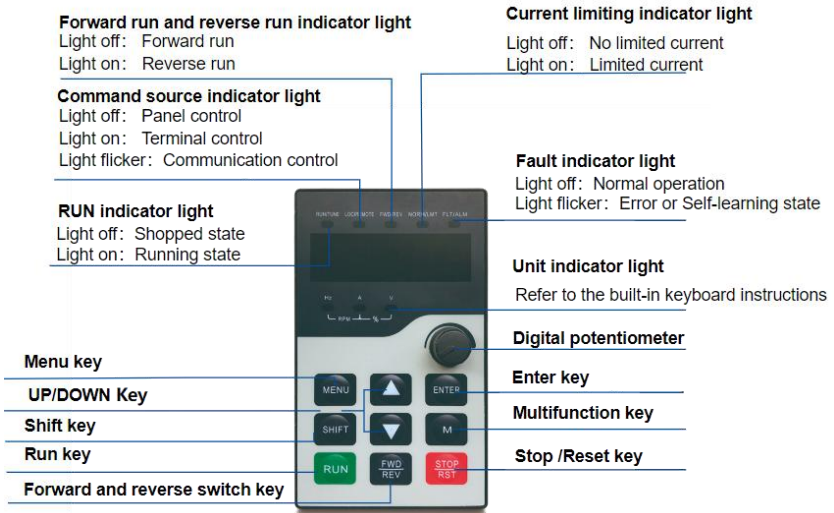 Forward run and reverse run indicator light
Light off: Forward run
Light on: Reverse run
Command source indicator light
Light off: Panel control
Light on: Terminal control
Light flicker: Communication control
RUN indicator light
Light off: Shopped state
Light on: Running state
Menu key
UP/DOWN Key
Shift key
Run key
Forward and reverse switch key
Current limiting indicator light
Light off: No limited current
Light on: Limited current
Fault indicator light
Light off: Normal operation
Light flicker: Error or Self-learning state
Unit indicator light
Refer to the built-in keyboard instructions
Digital potentiometer
Enter key
Multifunction key
Stop /Reset key
RUN/TUNE FWD/REV
Hz A V
RPM %
MENU ENTER
SHIFT M
RUN FWD STOP
REV RST